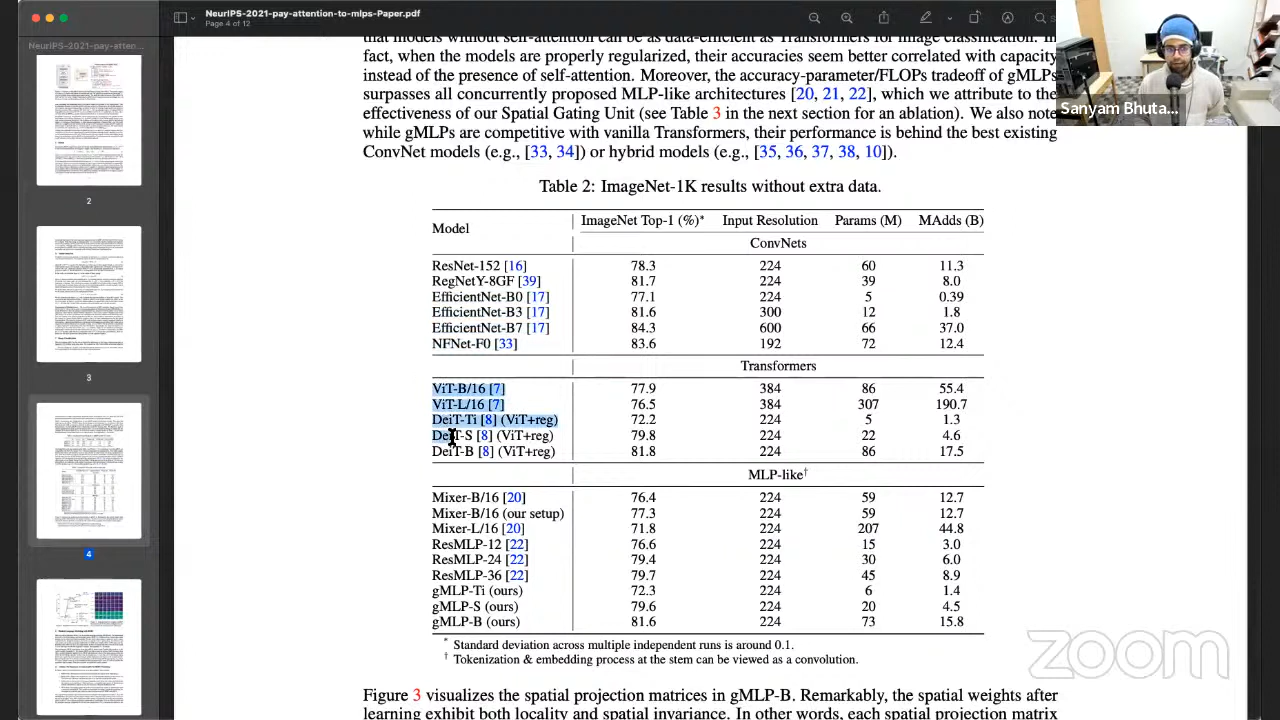 NeurIPS-2021-pay-attention-to-mlps-Paper.pdf
Page 4 of 12
NeurIPS-2021-pay-atten...
2
3
4
fact, when the models are properly regularized, their accuracies seem better correlated with capacity
instead of the presence of self-attention. Moreover, the accuracy-parameter/FLOPs tradeoff of gMLPs
surpasses all concurrently proposed MLP-like architectures [20, 21, 22], which we attribute to the
effectiveness of our Spatial Gating Unit (see Table 3 in the next section for an ablation). We also note
while gMLPs are competitive with vanilla Transformers, their performance is behind the best existing
ConvNet models (e.g., [33, 34]) or hybrid models (e.g., [35, 36, 37, 38, 10]).
Table 2: ImageNet-1K results without extra data.
Model ImageNet Top-1 (%)* Input Resolution Params (M) MAdds (B)
ConvNets
ResNet-152 [16] 78.3 224 60 11.3
RegNetY-8GF [39] 81.7 224 39 8.0
EfficientNet-B0 [17] 77.1 224 5 0.39
EfficientNet-B3 [17] 81.6 300 12 1.8
EfficientNet-B7 [17] 84.3 600 66 37.0
NFNet-F0 [33] 83.6 192 72 12.4
Transformers
ViT-B/16 [7] 77.9 384 86 55.4
ViT-L/16 [7] 76.5 384 307 190.7
DeiT-Ti [8] (ViT+reg) 72.2 224 5 1.3
DeiT-S [8] (ViT+reg) 79.8 224 22 4.6
DeiT-B [8] (ViT+reg) 81.8 224 86 17.5
MLP-like†
Mixer-B/16 [20] 76.4 224 59 12.7
Mixer-B/16 (our setup) 77.3 224 59 12.7
Mixer-L/16 [20] 71.8 224 207 44.8
ResMLP-12 [22] 76.6 224 15 3.0
ResMLP-24 [22] 79.4 224 30 6.0
ResMLP-36 [22] 79.7 224 45 8.9
gMLP-Ti (ours) 72.3 224 6 1.4
gMLP-S (ours) 79.6 224 20 4.5
gMLP-B (ours) 81.6 224 73 15.8
* Standard deviation across multiple independent runs is around 0.1.
† Tokenization & embedding process at the stem can be viewed as a convolution.
Figure 3 visualizes the spatial projection matrices in gMLPs. Remarkably, the spatial weights after
learning exhibit both locality and spatial invariance. In other words, each spatial projection matrix
Sanyam Bhuta...
zoom